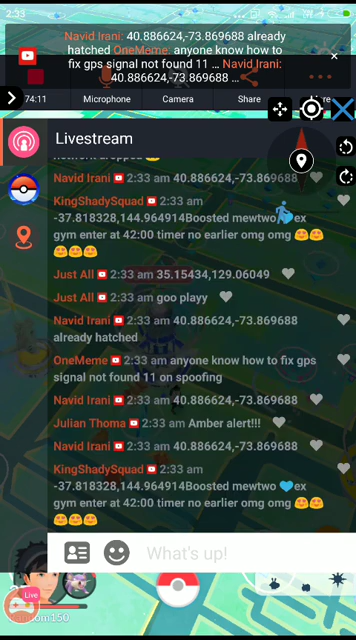 2:33
Navid Irani: 40.886624,-73.869688 already
hatched OneMeme: anyone know how to
fix gps signal not found 11 ... Navid Irani:
40.886624,-73.869688 ...
74:11 Microphone Camera Share
Livestream
Navid Irani 2:33 am 40.886624,-73.869688
KingShadySquad 2:33 am
-37.818328,144.964914Boosted mewtwo ex
gym enter at 42:00 timer no earlier omg omg 😍😍
😍😍😍
Just All 2:33 am 35.15434,129.06049
Just All 2:33 am goo playy
Navid Irani 2:33 am 40.886624,-73.869688
already hatched
OneMeme 2:33 am anyone know how to fix gps
signal not found 11 on spoofing
Navid Irani 2:33 am 40.886624,-73.869688
Julian Thoma 2:33 am Amber alert!!!
Navid Irani 2:33 am 40.886624,-73.869688
KingShadySquad 2:33 am
-37.818328,144.964914Boosted mewtwo 💙ex
gym enter at 42:00 timer no earlier omg omg 😍😍
😍😍😍
What's up!
Live